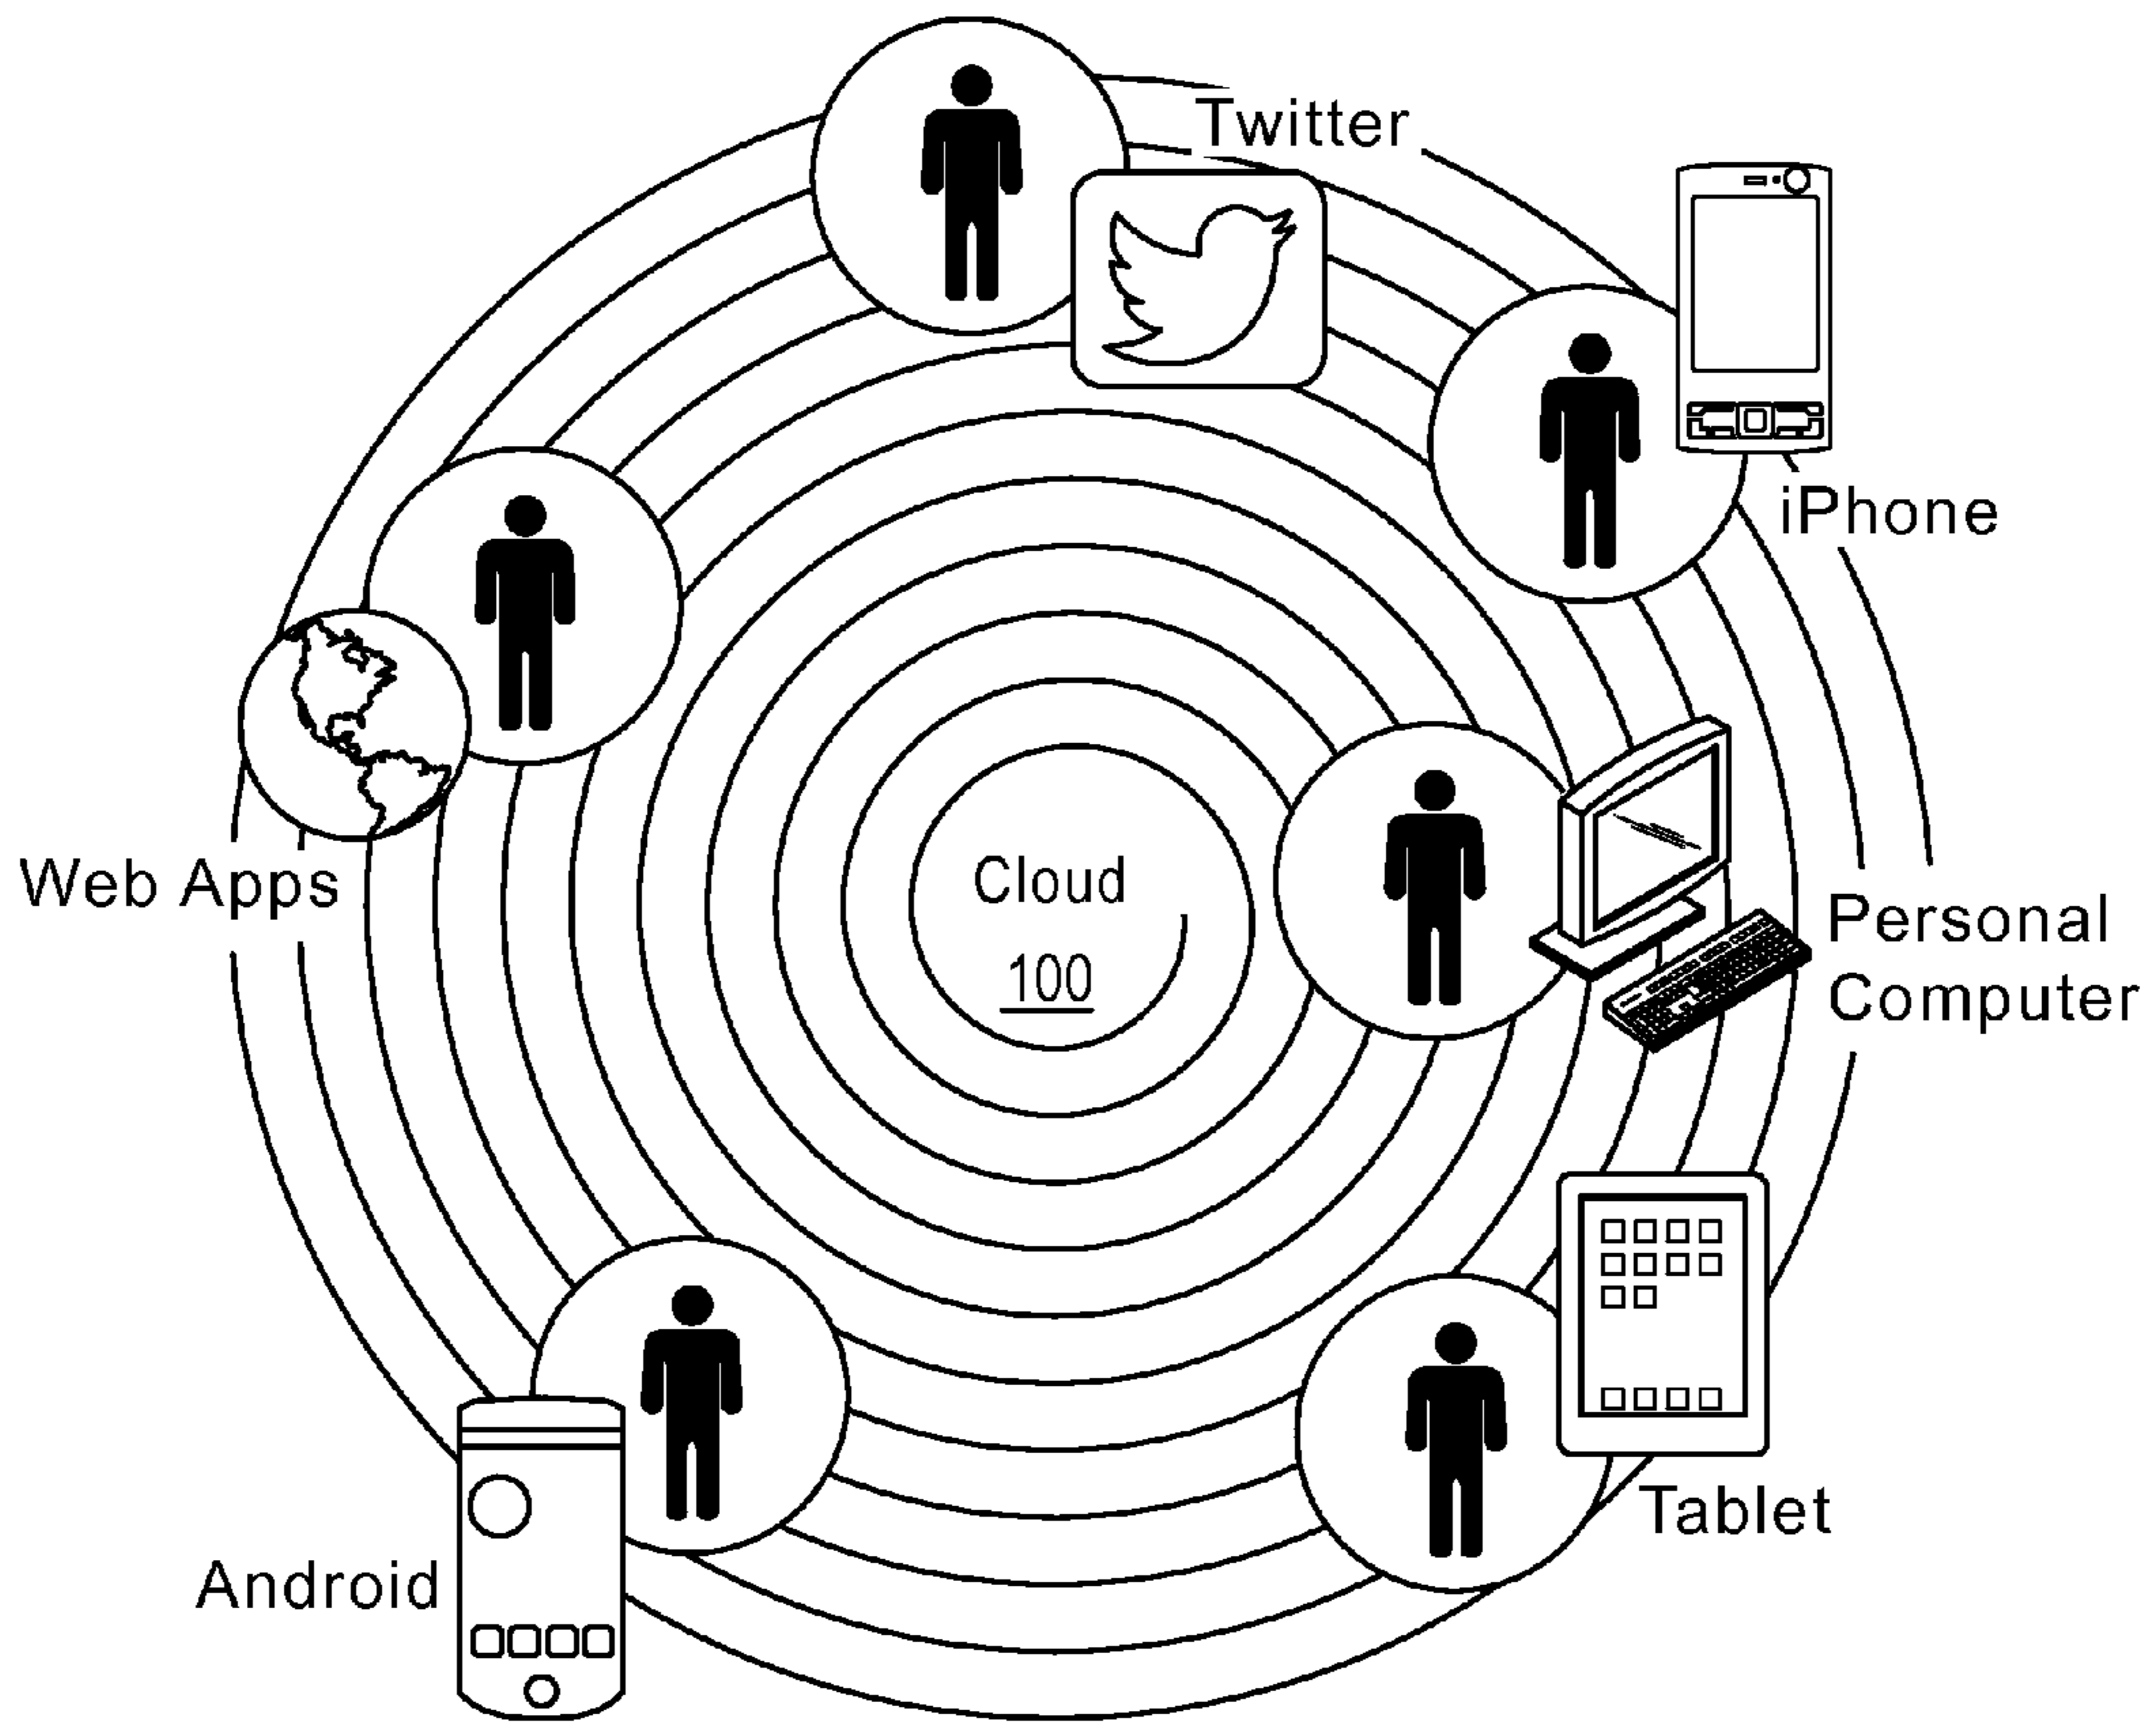 Twitter
iPhone
Cloud
100
Web Apps
Personal
Computer
Tablet
Android